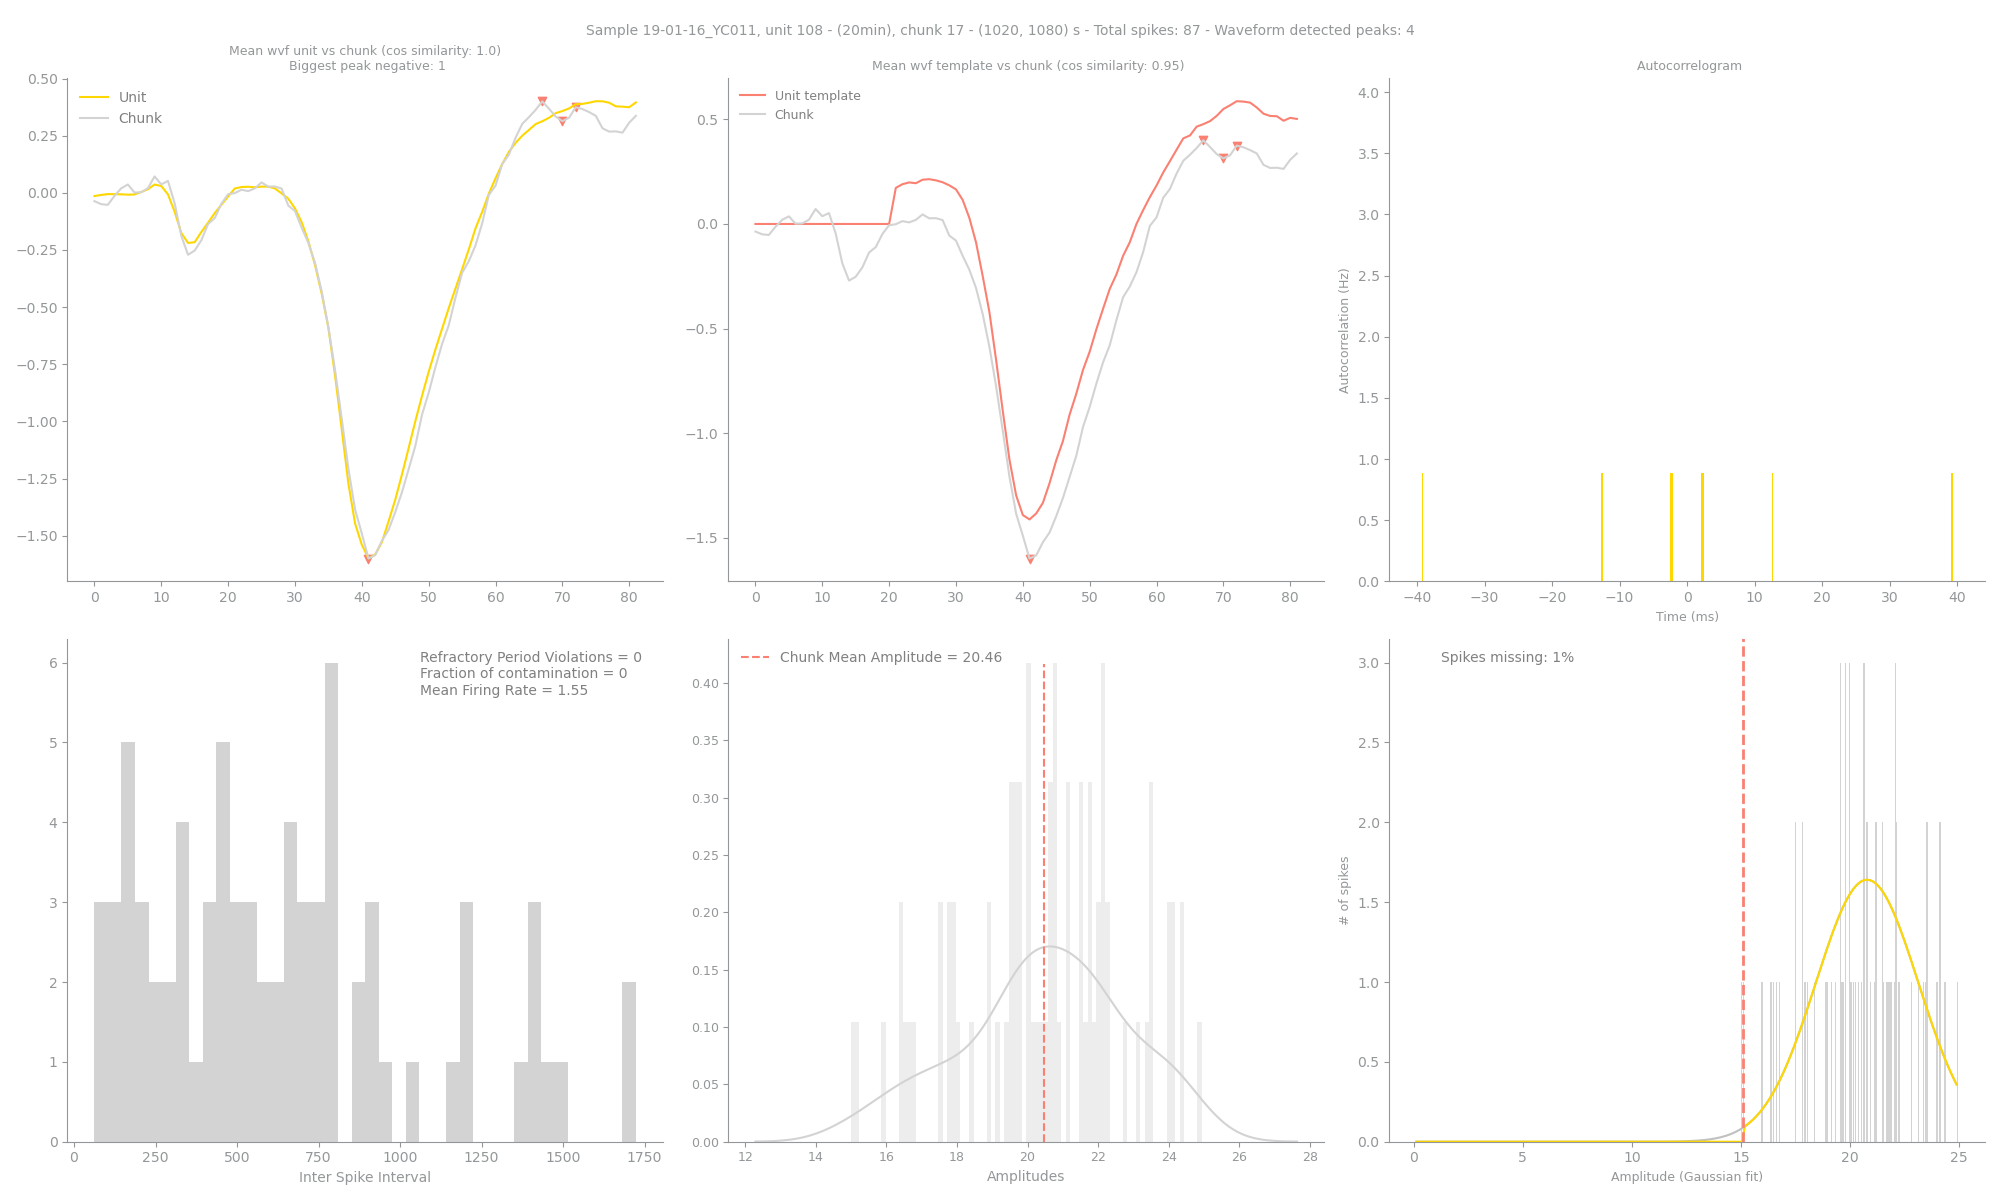 Sample 19-01-16_YC011, unit 108 - (20min), chunk 17 - (1020, 1080) s - Total spikes: 87 - Waveform detected peaks: 4
Mean wvf unit vs chunk (cos similarity: 1.0)
Biggest peak negative: 1
Unit
Chunk
0.50
0.25
0.00
−0.25
−0.50
−0.75
−1.00
−1.25
−1.50
0 10 20 30 40 50 60 70 80
Mean wvf template vs chunk (cos similarity: 0.95)
Unit template
Chunk
0.5
0.0
−0.5
−1.0
−1.5
0 10 20 30 40 50 60 70 80
Autocorrelogram
Autocorrelation (Hz)
4.0
3.5
3.0
2.5
2.0
1.5
1.0
0.5
0.0
−40 −30 −20 −10 0 10 20 30 40
Time (ms)
Refractory Period Violations = 0
Fraction of contamination = 0
Mean Firing Rate = 1.55
6
5
4
3
2
1
0
0 250 500 750 1000 1250 1500 1750
Inter Spike Interval
Chunk Mean Amplitude = 20.46
0.40
0.35
0.30
0.25
0.20
0.15
0.10
0.05
0.00
12 14 16 18 20 22 24 26 28
Amplitudes
Spikes missing: 1%
# of spikes
3.0
2.5
2.0
1.5
1.0
0.5
0.0
0 5 10 15 20 25
Amplitude (Gaussian fit)